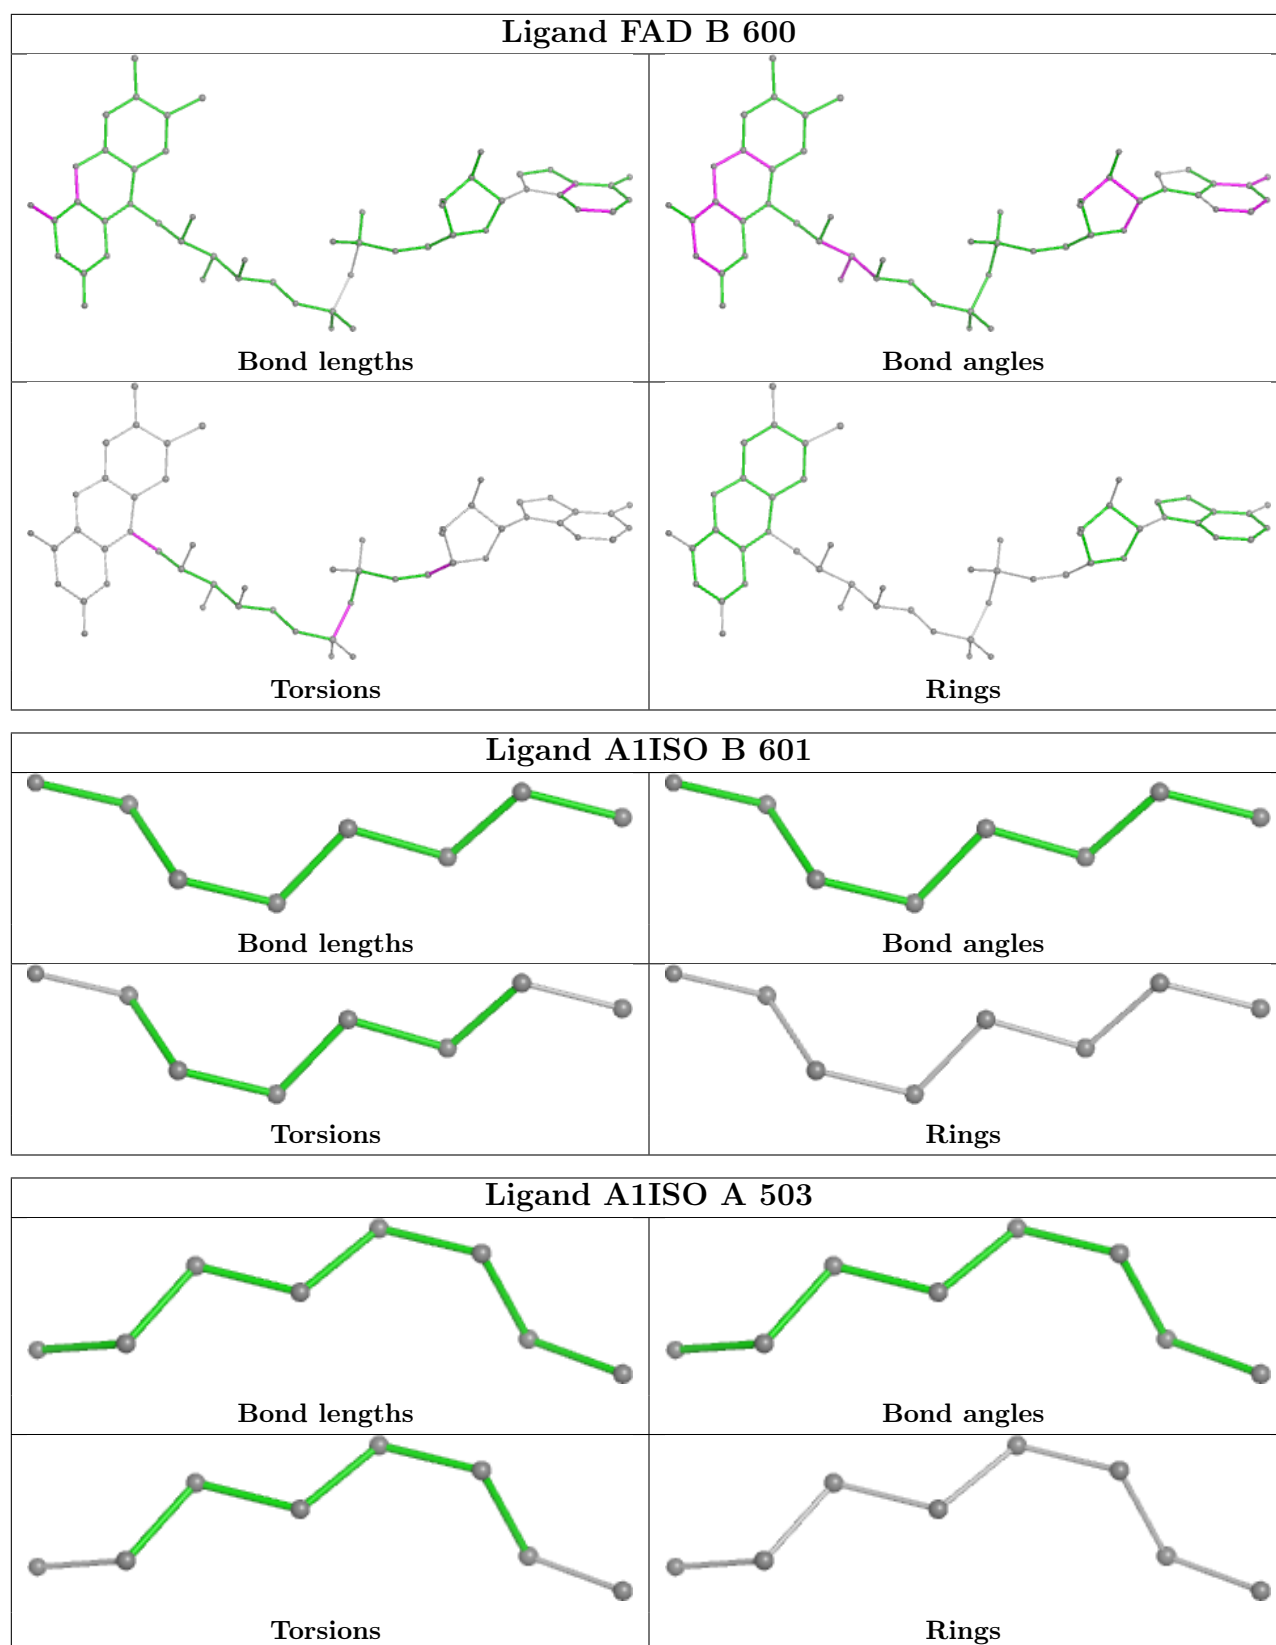 Ligand FAD B 600
Bond lengths
Bond angles
Torsions
Rings
Ligand A1ISO B 601
Bond lengths
Bond angles
Torsions
Rings
Ligand A1ISO A 503
Bond lengths
Bond angles
Torsions
Rings